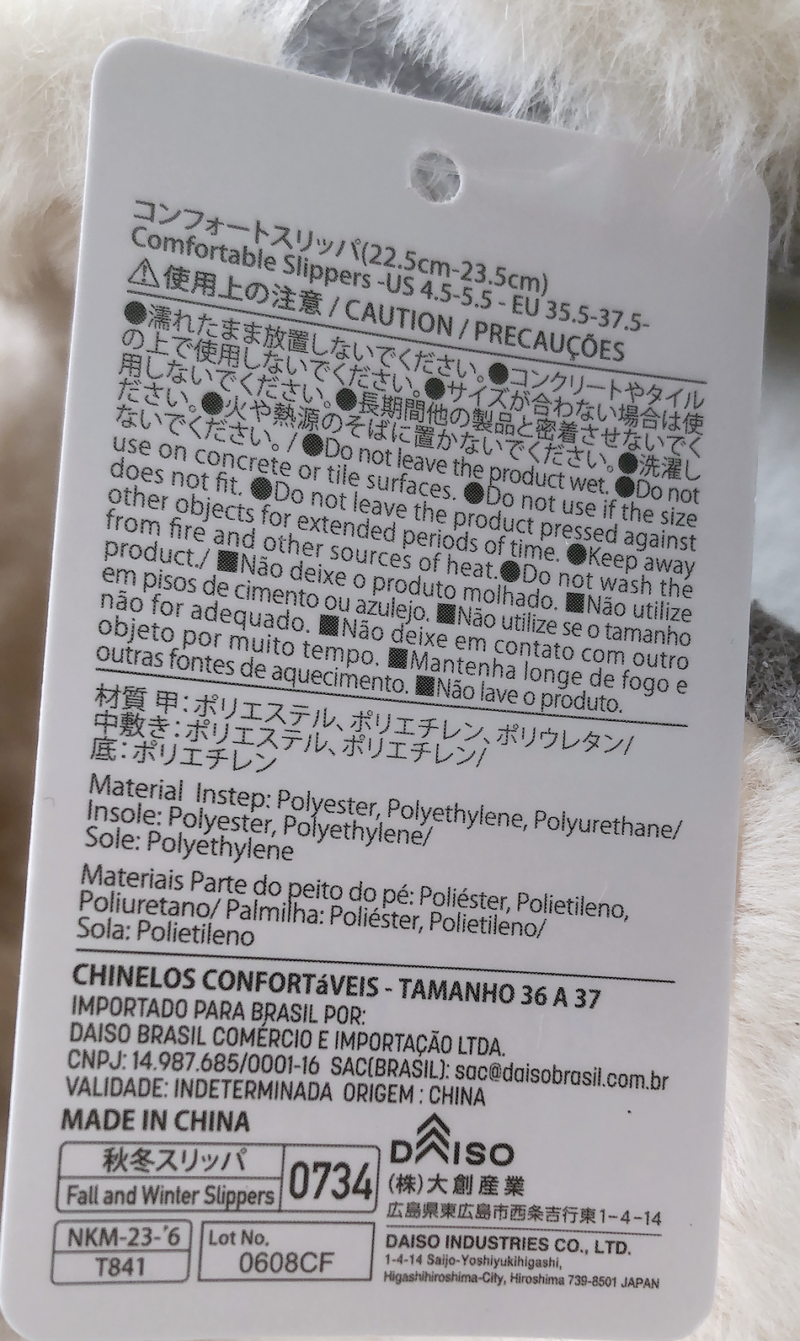 コンフォートスリッパ(22.5cm-23.5cm)
Comfortable Slippers -US 4.5-5.5 - EU 35.5-37.5-
⚠使用上の注意 / CAUTION / PRECAUÇÕES
●濡れたまま放置しないでください。●コンクリートやタイル
の上で使用しないでください。●サイズが合わない場合は使
用しないでください。●長期間他の製品と密着させないでく
ださい。●火や熱源のそばに置かないでください。●洗濯し
ないでください。/ ●Do not leave the product wet. ●Do not
use on concrete or tile surfaces. ●Do not use if the size
does not fit. ●Do not leave the product pressed against
other objects for extended periods of time. ●Keep away
from fire and other sources of heat.●Do not wash the
product./ ■Não deixe o produto molhado. ■Não utilize
em pisos de cimento ou azulejo. ■Não utilize se o tamanho
não for adequado. ■Não deixe em contato com outro
objeto por muito tempo. ■Mantenha longe de fogo e
outras fontes de aquecimento. ■Não lave o produto.
材質 甲：ポリエステル、ポリエチレン、ポリウレタン/
中敷き：ポリエステル、ポリエチレン/
底：ポリエチレン
Material Instep: Polyester, Polyethylene, Polyurethane/
Insole: Polyester, Polyethylene/
Sole: Polyethylene
Materiais Parte do peito do pé: Poliéster, Polietileno,
Poliuretano/ Palmilha: Poliéster, Polietileno/
Sola: Polietileno
CHINELOS CONFORTáVEIS - TAMANHO 36 A 37
IMPORTADO PARA BRASIL POR:
DAISO BRASIL COMÉRCIO E IMPORTAÇÃO LTDA.
CNPJ: 14.987.685/0001-16 SAC(BRASIL): sac@daisobrasil.com.br
VALIDADE: INDETERMINADA ORIGEM : CHINA
MADE IN CHINA
秋冬スリッパ
Fall and Winter Slippers
0734
NKM-23-'6
T841
Lot No.
0608CF
DAISO
(株)大創産業
広島県東広島市西条吉行東1-4-14
DAISO INDUSTRIES CO., LTD.
1-4-14 Saijo-Yoshiyukihigashi,
Higashihiroshima-City, Hiroshima 739-8501 JAPAN